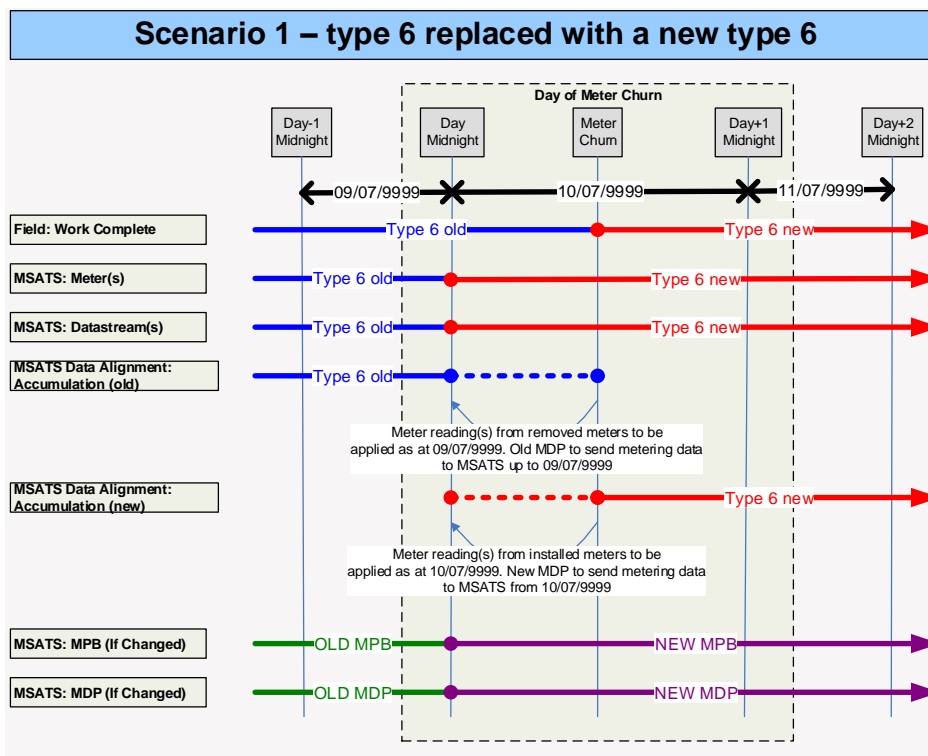 Scenario 1 – type 6 replaced with a new type 6
Day of Meter Churn
Day-1
Midnight
Day
Midnight
Meter
Churn
Day+1
Midnight
Day+2
Midnight
09/07/9999
10/07/9999
11/07/9999
Field: Work Complete
Type 6 old
Type 6 new
MSATS: Meter(s)
Type 6 old
Type 6 new
MSATS: Datastream(s)
Type 6 old
Type 6 new
MSATS Data Alignment:
Accumulation (old)
Type 6 old
Meter reading(s) from removed meters to be
applied as at 09/07/9999. Old MDP to send metering data
to MSATS up to 09/07/9999
MSATS Data Alignment:
Accumulation (new)
Type 6 new
Meter reading(s) from installed meters to be
applied as at 10/07/9999. New MDP to send metering data
to MSATS from 10/07/9999
MSATS: MPB (If Changed)
OLD MPB
NEW MPB
MSATS: MDP (If Changed)
OLD MDP
NEW MDP